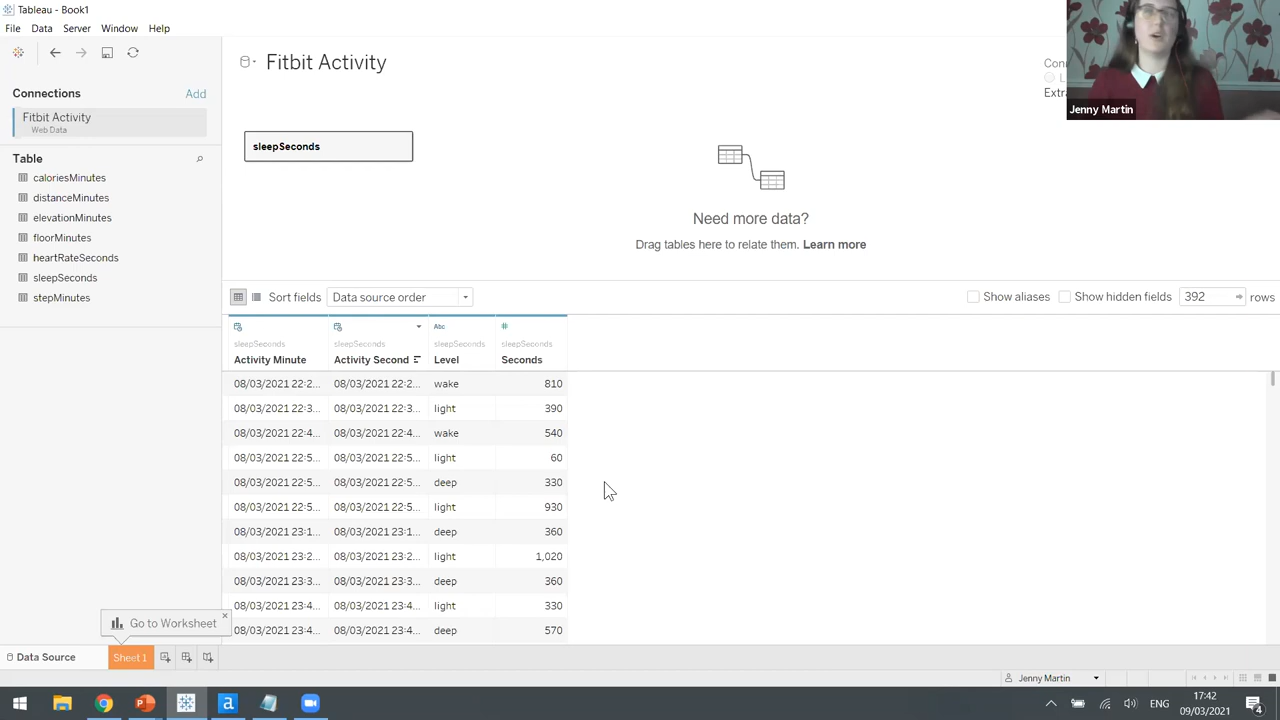 Tableau - Book1
File Data Server Window Help
Connections Add
Fitbit Activity
Web Data
Table
caloriesMinutes
distanceMinutes
elevationMinutes
floorMinutes
heartRateSeconds
sleepSeconds
stepMinutes
Fitbit Activity
Jenny Martin
sleepSeconds
Need more data?
Drag tables here to relate them. Learn more
Sort fields Data source order Show aliases Show hidden fields 392 rows
Abc #
sleepSeconds sleepSeconds sleepSeconds sleepSeconds
Activity Minute Activity Second Level Seconds
08/03/2021 22:2... 08/03/2021 22:2... wake 810
08/03/2021 22:3... 08/03/2021 22:3... light 390
08/03/2021 22:4... 08/03/2021 22:4... wake 540
08/03/2021 22:5... 08/03/2021 22:5... light 60
08/03/2021 22:5... 08/03/2021 22:5... deep 330
08/03/2021 22:5... 08/03/2021 22:5... light 930
08/03/2021 23:1... 08/03/2021 23:1... deep 360
08/03/2021 23:2... 08/03/2021 23:2... light 1,020
08/03/2021 23:3... 08/03/2021 23:3... deep 360
08/03/2021 23:4... 08/03/2021 23:4... light 330
08/03/2021 23:4... 08/03/2021 23:4... deep 570
Go to Worksheet
Data Source Sheet 1
Jenny Martin
ENG
17:42
09/03/2021
4